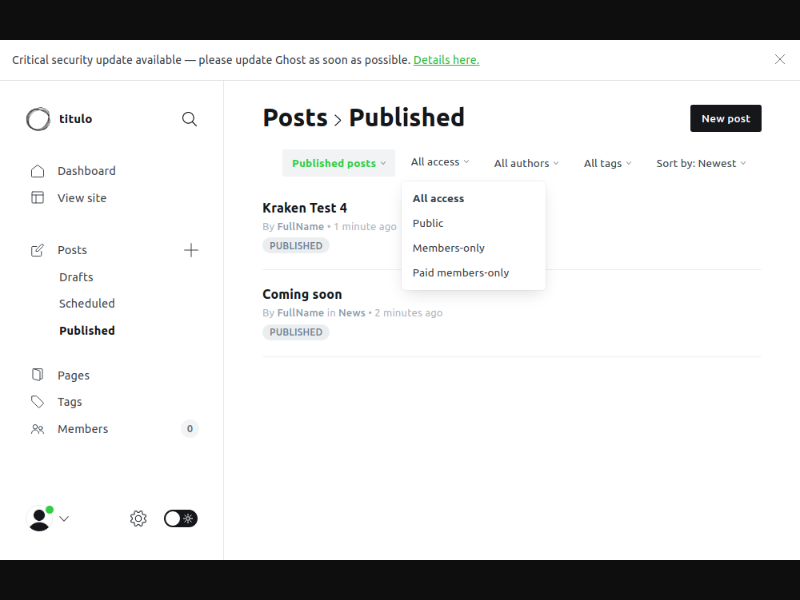 Critical security update available — please update Ghost as soon as possible. Details here.
titulo
Dashboard
View site
Posts
Drafts
Scheduled
Published
Pages
Tags
Members
0
Posts > Published
New post
Published posts
All access
All authors
All tags
Sort by: Newest
All access
Public
Members-only
Paid members-only
Kraken Test 4
By FullName • 1 minute ago
PUBLISHED
Coming soon
By FullName in News • 2 minutes ago
PUBLISHED